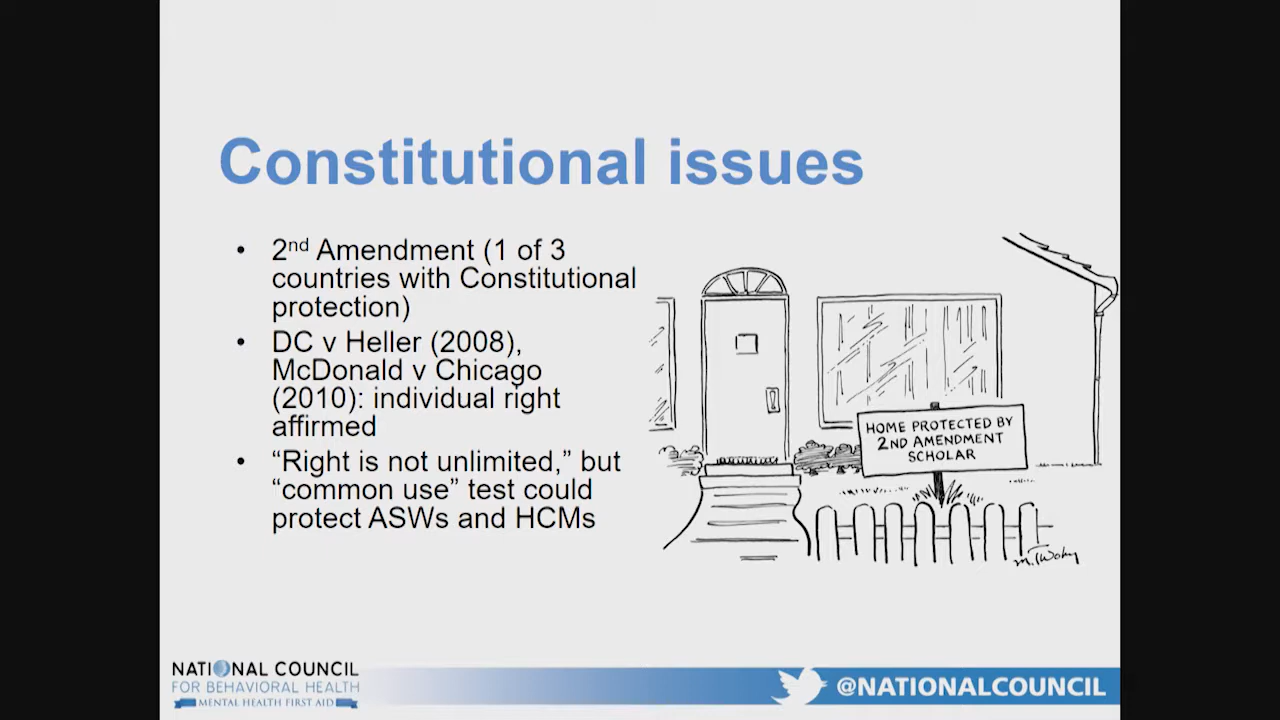 Constitutional issues
• 2nd Amendment (1 of 3
countries with Constitutional
protection)
• DC v Heller (2008),
McDonald v Chicago
(2010): individual right
affirmed
• “Right is not unlimited,” but
“common use” test could
protect ASWs and HCMs
HOME PROTECTED BY
2ND AMENDMENT
SCHOLAR
M. Twohy
NATIONAL COUNCIL
FOR BEHAVIORAL HEALTH
MENTAL HEALTH FIRST AID
@NATIONALCOUNCIL